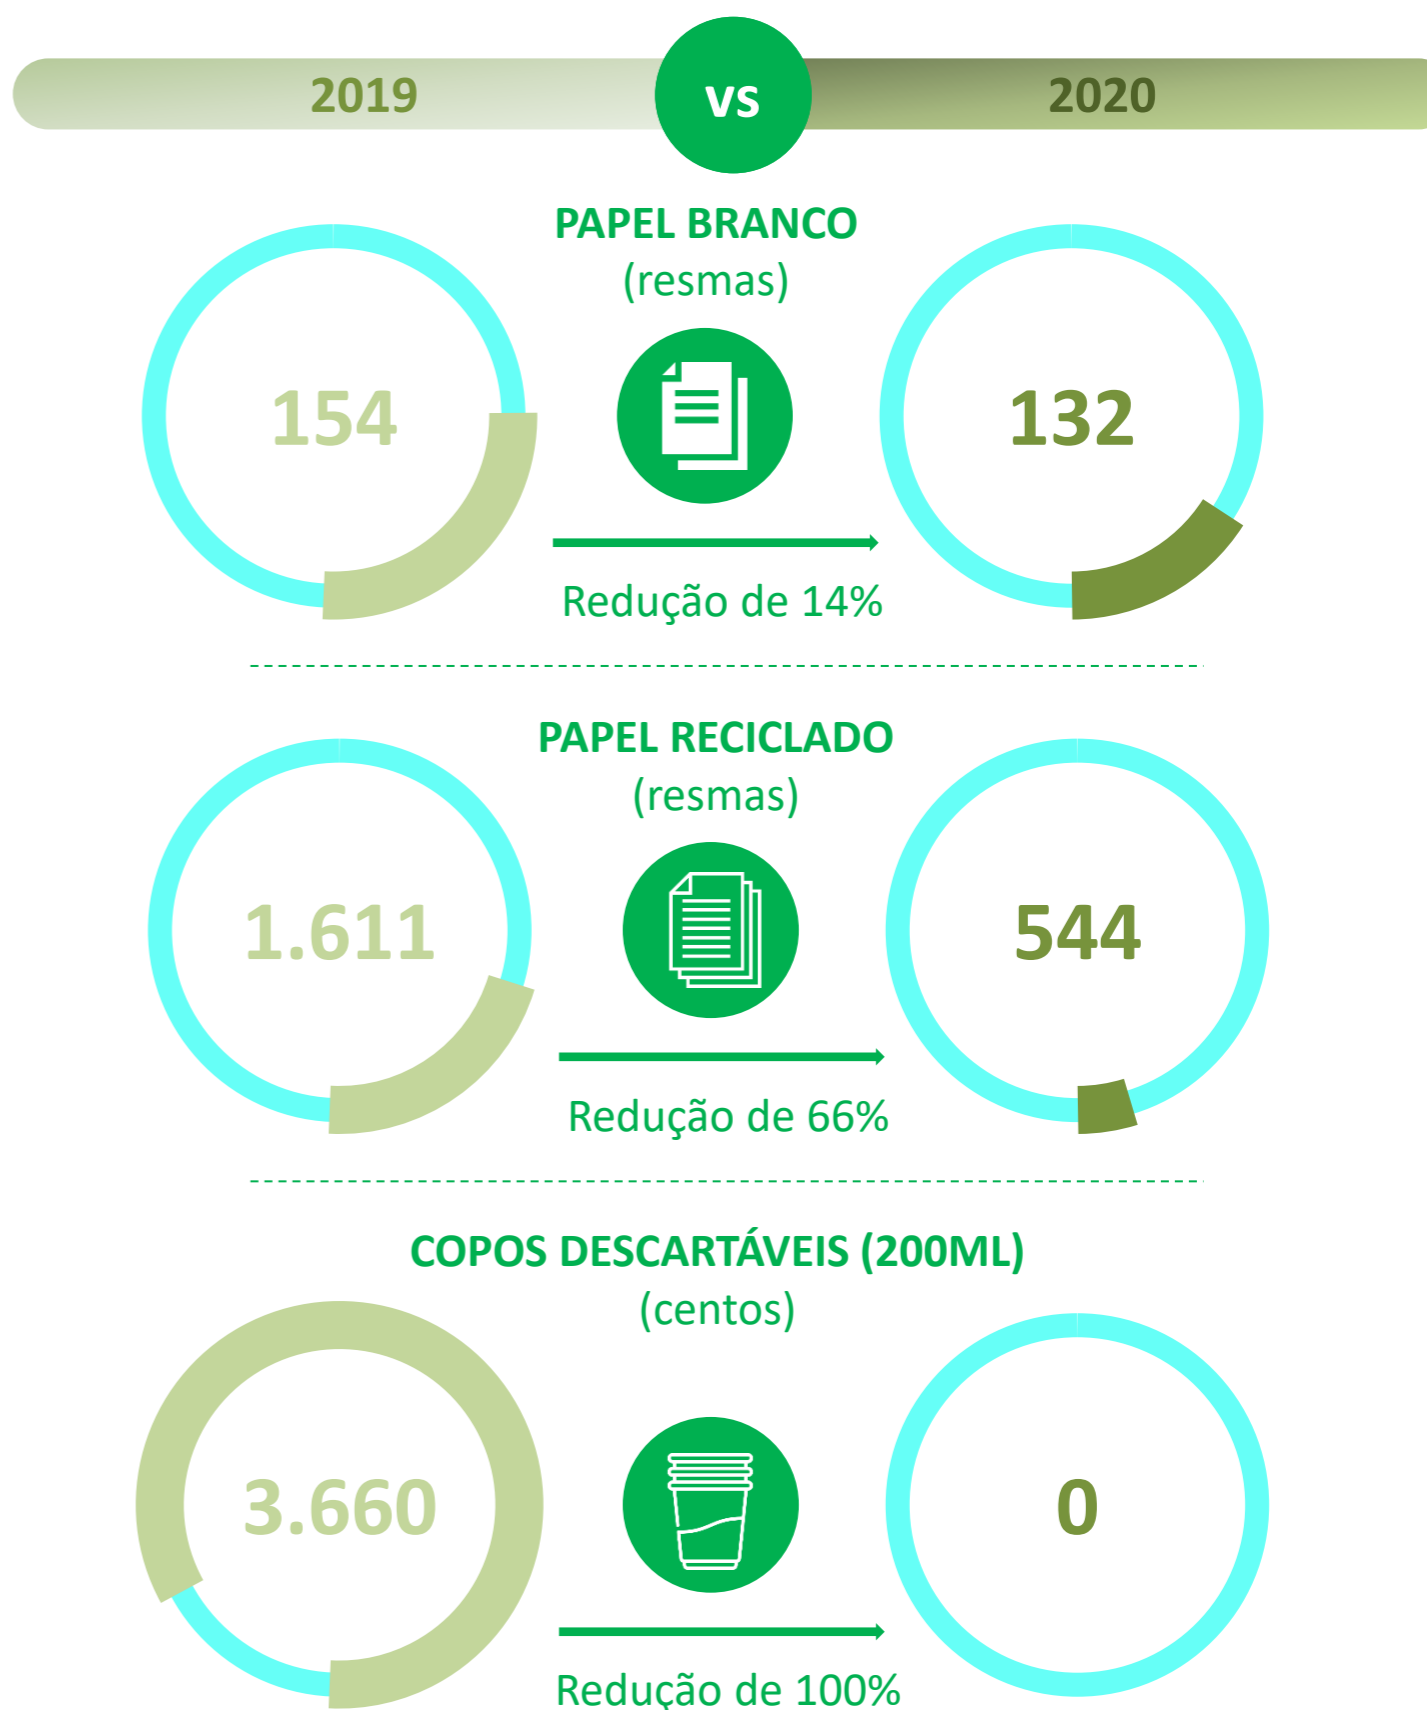 2019
vs
2020
PAPEL BRANCO
(resmas)
154
132
Redução de 14%
PAPEL RECICLADO
(resmas)
1.611
544
Redução de 66%
COPOS DESCARTÁVEIS (200ML)
(centos)
3.660
0
Redução de 100%